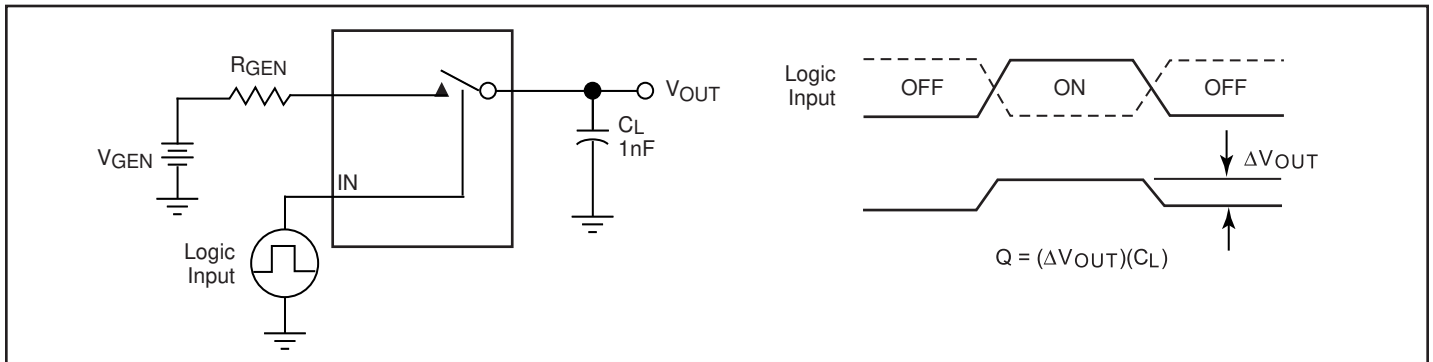 RGEN
VGEN
IN
Logic
Input
VOUT
CL
1nF
Logic
Input
OFF
ON
OFF
ΔVOUT
Q = (ΔVOUT)(CL)